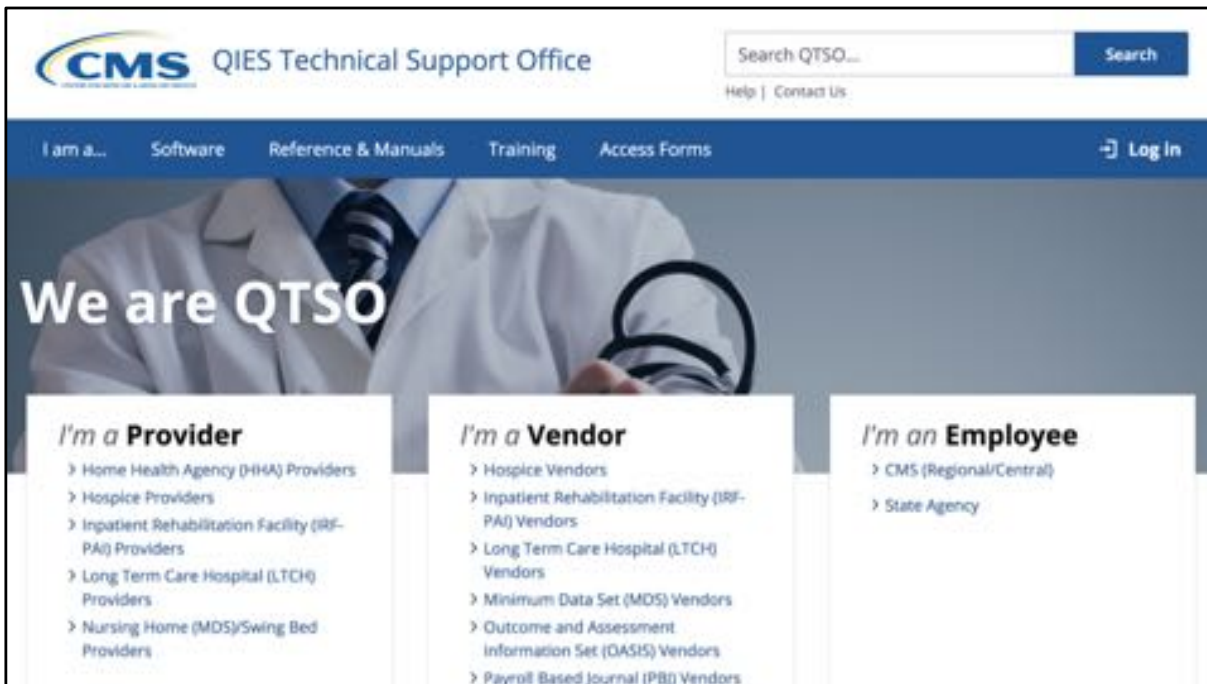 CMS QIES Technical Support Office
Search QTSO...
Search
Help | Contact Us
I am a...
Software
Reference & Manuals
Training
Access Forms
Log In
We are QTSO
I'm a Provider
Home Health Agency (HHA) Providers
Hospice Providers
Inpatient Rehabilitation Facility (IRF-
PAI) Providers
Long Term Care Hospital (LTCH)
Providers
Nursing Home (MDS)/Swing Bed
Providers
I'm a Vendor
Hospice Vendors
Inpatient Rehabilitation Facility (IRF-
PAI) Vendors
Long Term Care Hospital (LTCH)
Vendors
Minimum Data Set (MDS) Vendors
Outcome and Assessment
Information Set (OASIS) Vendors
Payroll Based Journal (PBJ) Vendors
I'm an Employee
CMS (Regional/Central)
State Agency